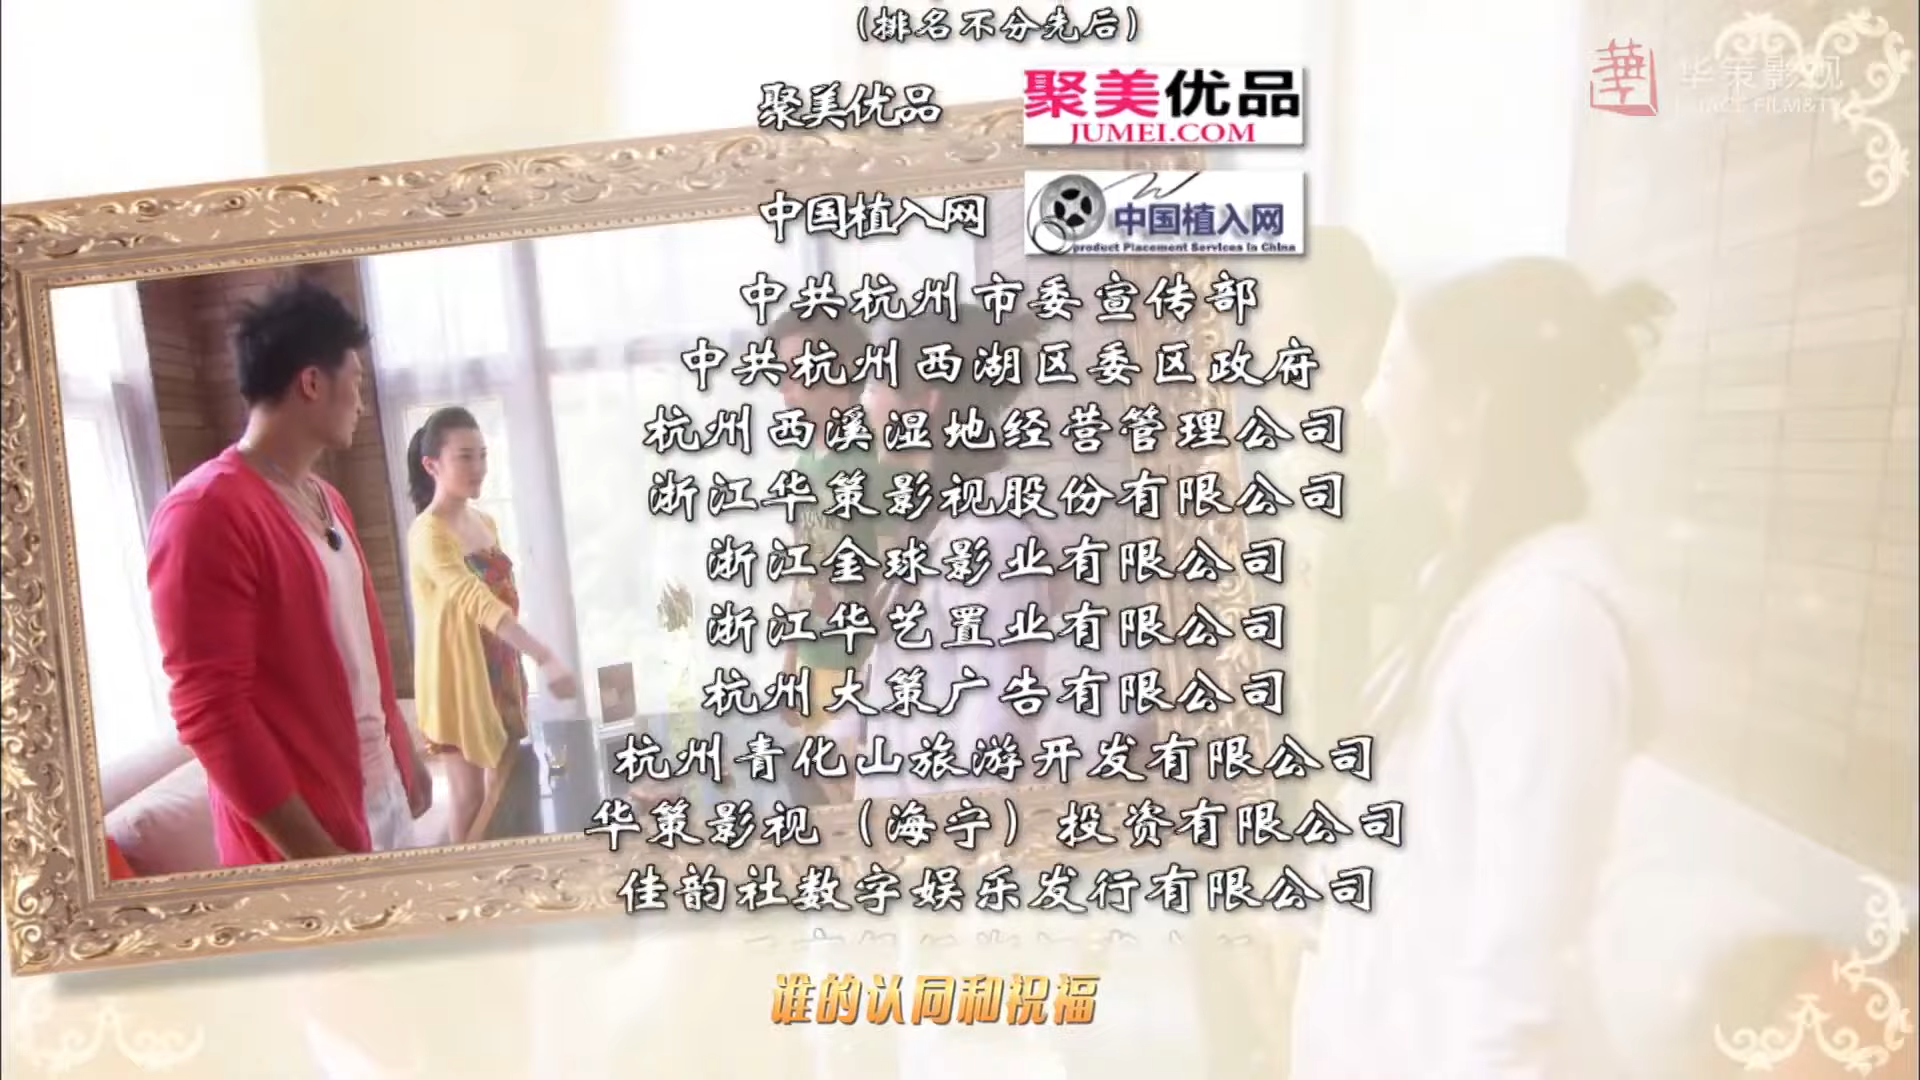 (排名不分先后)
华策影视
聚美优品
聚美优品
JUMEI.COM
中国植入网
中国植入网
product Placement Services in China
中共杭州市委宣传部
中共杭州西湖区委区政府
杭州西溪湿地经营管理公司
浙江华策影视股份有限公司
浙江金球影业有限公司
浙江华艺置业有限公司
杭州大策广告有限公司
杭州青化山旅游开发有限公司
华策影视（海宁）投资有限公司
佳韵社数字娱乐发行有限公司
谁的认同和祝福